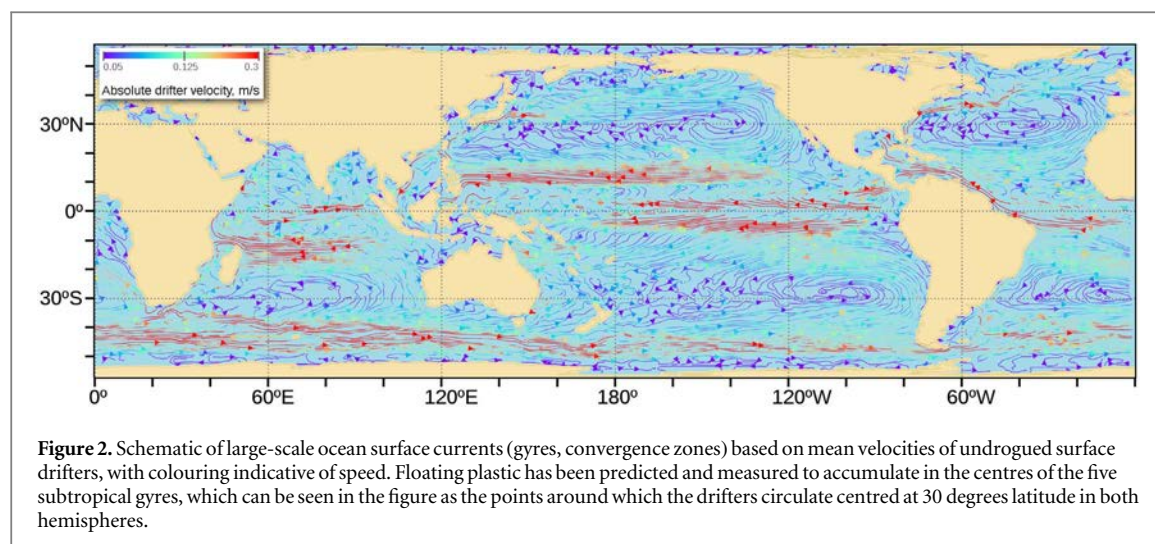 0.05 0.125 0.3
Absolute drifter velocity, m/s
30ºN
0º
30ºS
0º 60ºE 120ºE 180º 120ºW 60ºW
Figure 2. Schematic of large-scale ocean surface currents (gyres, convergence zones) based on mean velocities of undrogued surface
drifters, with colouring indicative of speed. Floating plastic has been predicted and measured to accumulate in the centres of the five
subtropical gyres, which can be seen in the figure as the points around which the drifters circulate centred at 30 degrees latitude in both
hemispheres.